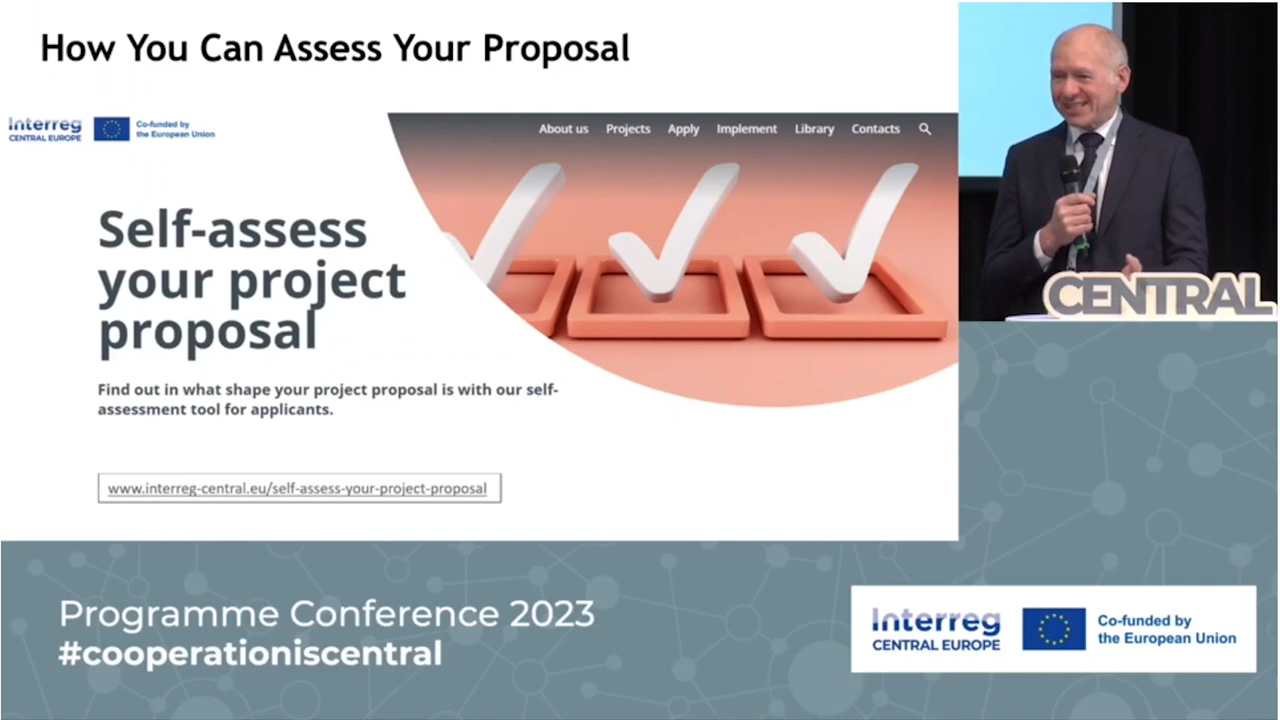 How You Can Assess Your Proposal
Interreg
CENTRAL EUROPE
Co-funded by
the European Union
About us Projects Apply Implement Library Contacts
Self-assess
your project
proposal
Find out in what shape your project proposal is with our self-
assessment tool for applicants.
www.interreg-central.eu/self-assess-your-project-proposal
CENTRAL
Programme Conference 2023
#cooperationiscentral
Interreg
CENTRAL EUROPE
Co-funded by
the European Union